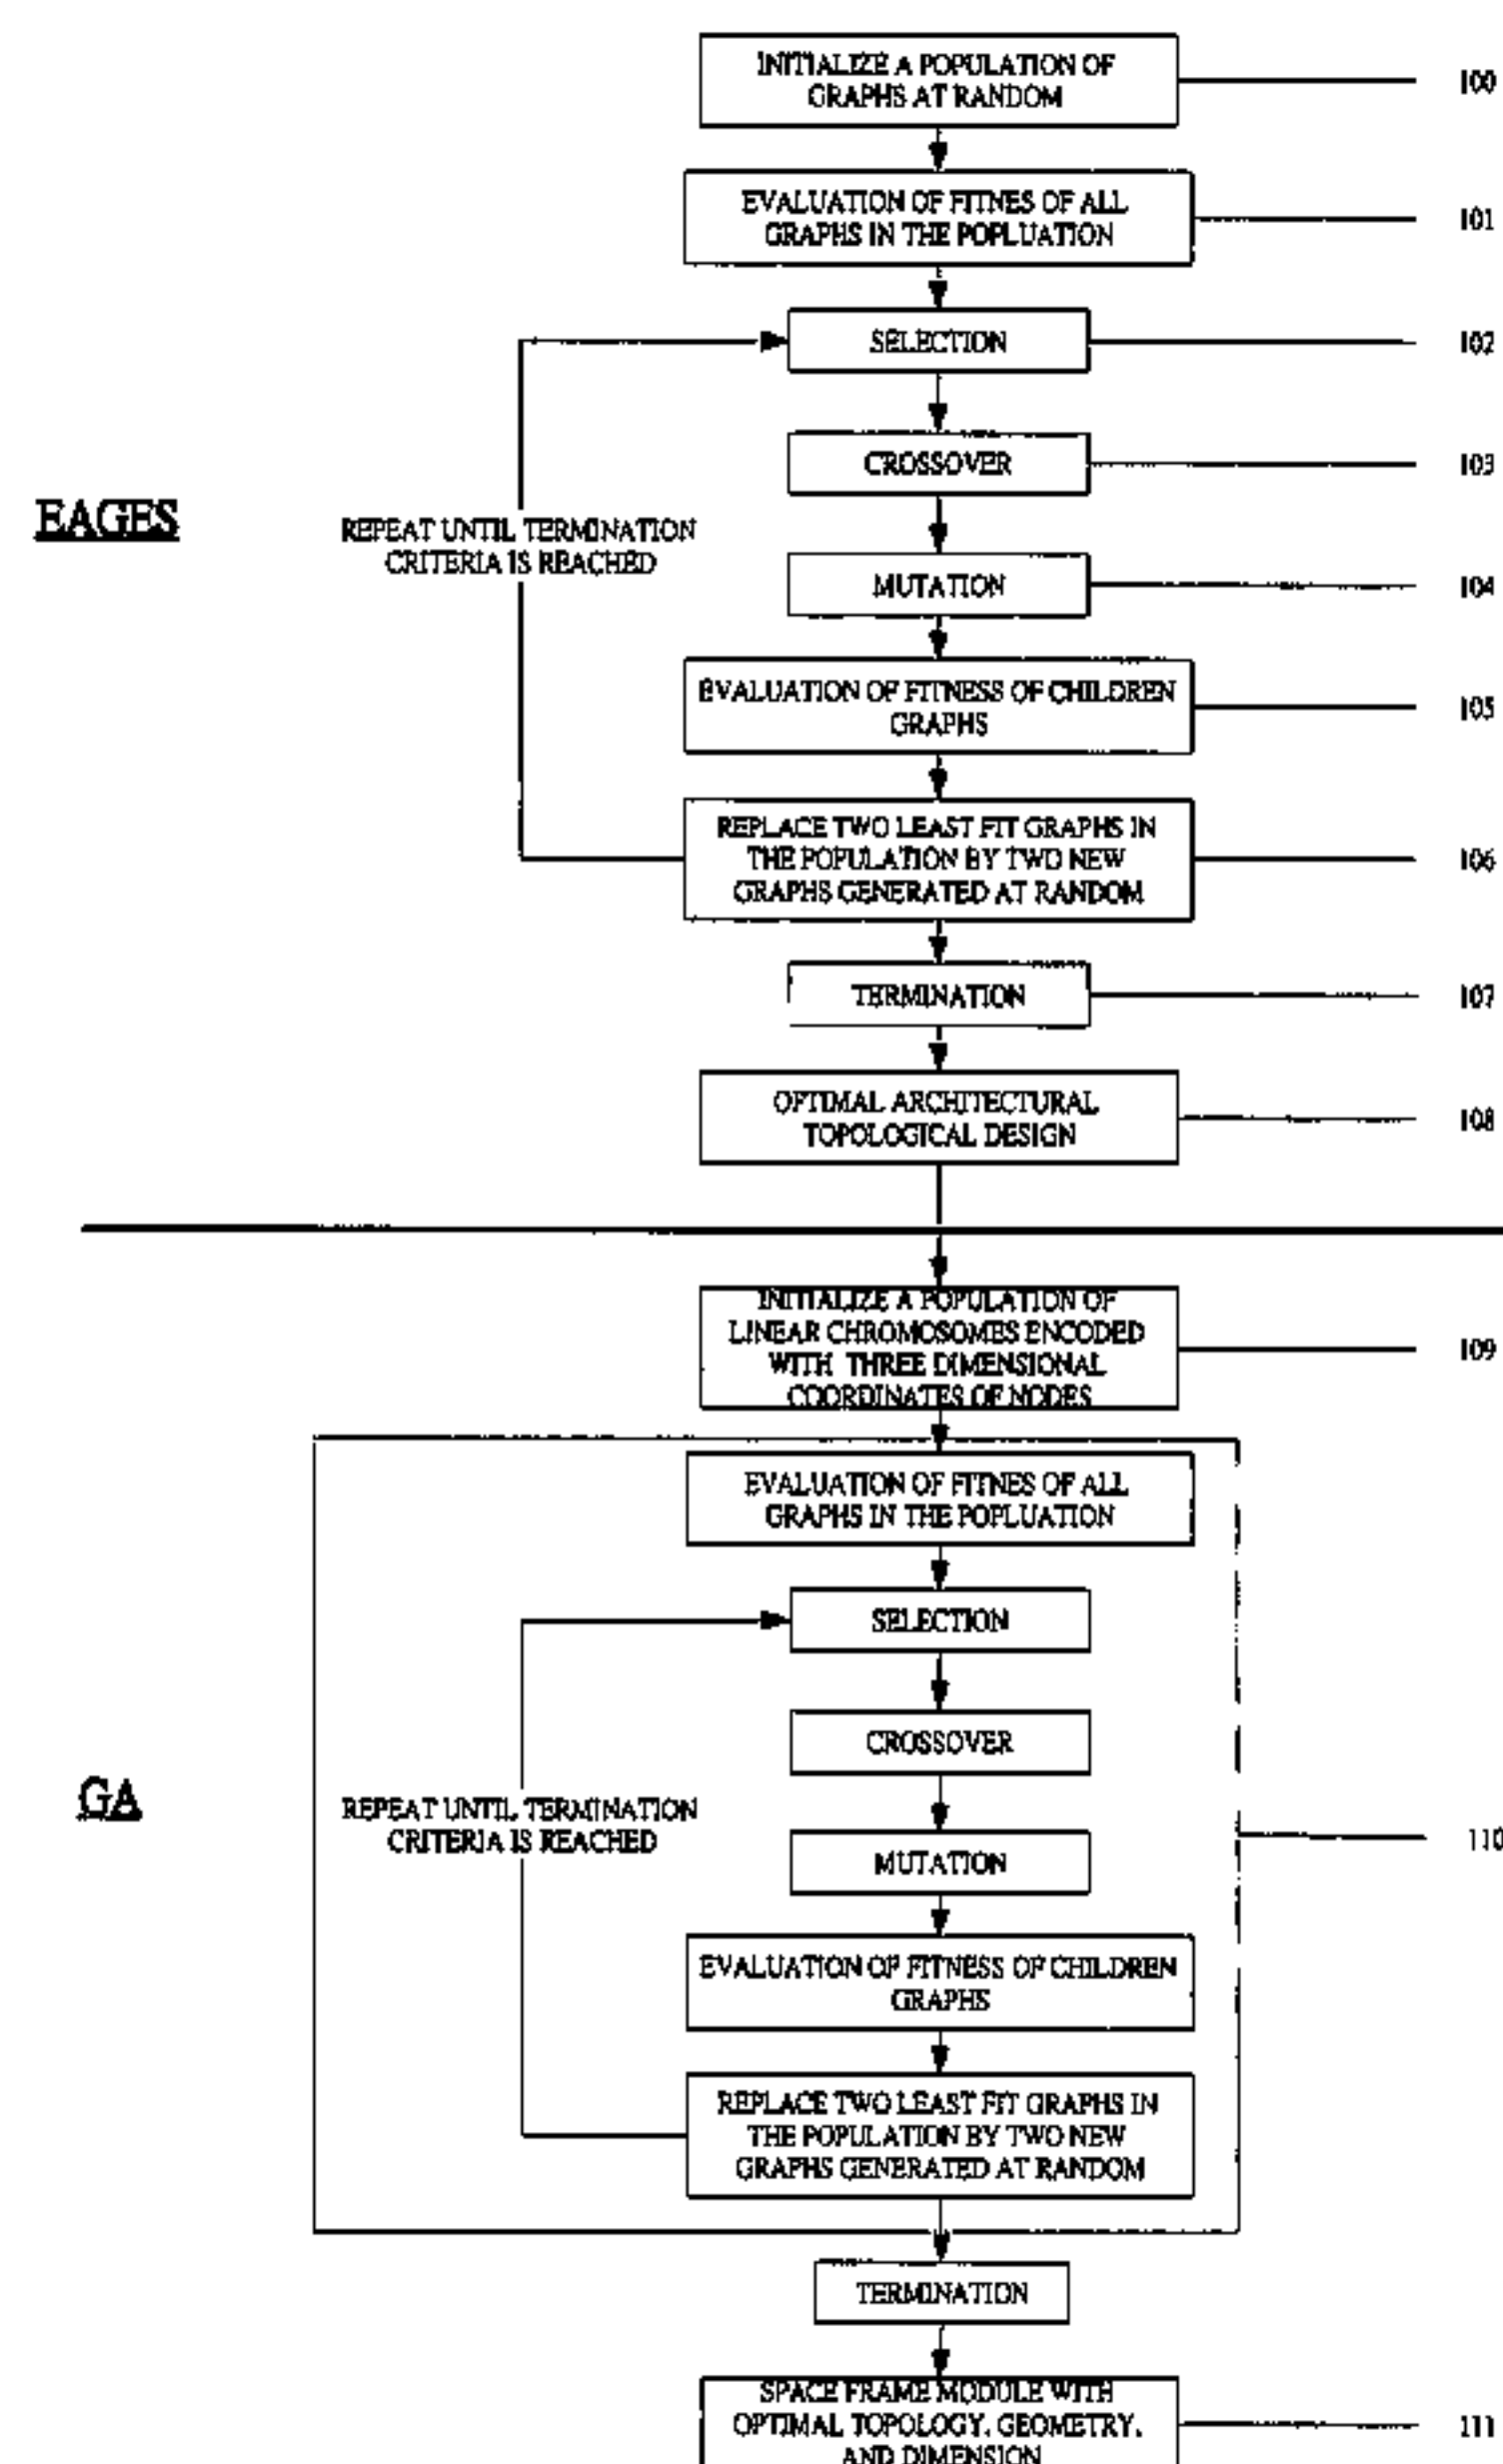 INITIALIZE A POPULATION OF
GRAPHS AT RANDOM
100
EVALUATION OF FITNES OF ALL
GRAPHS IN THE POPLUATION
101
SELECTION
102
CROSSOVER
103
EAGES
REPEAT UNTIL TERMINATION
CRITERIA IS REACHED
MUTATION
104
EVALUATION OF FITNESS OF CHILDREN
GRAPHS
105
REPLACE TWO LEAST FIT GRAPHS IN
THE POPULATION BY TWO NEW
GRAPHS GENERATED AT RANDOM
106
TERMINATION
107
OPTIMAL ARCHITECTURAL
TOPOLOGICAL DESIGN
108
INITIALIZE A POPULATION OF
LINEAR CHROMOSOMES ENCODED
WITH THREE DIMENSIONAL
COORDINATES OF NODES
109
EVALUATION OF FITNES OF ALL
GRAPHS IN THE POPLUATION
SELECTION
CROSSOVER
GA
REPEAT UNTIL TERMINATION
CRITERIA IS REACHED
110
MUTATION
EVALUATION OF FITNESS OF CHILDREN
GRAPHS
REPLACE TWO LEAST FIT GRAPHS IN
THE POPULATION BY TWO NEW
GRAPHS GENERATED AT RANDOM
TERMINATION
SPACE FRAME MODULE WITH
OPTIMAL TOPOLOGY, GEOMETRY,
AND DIMENSION
111